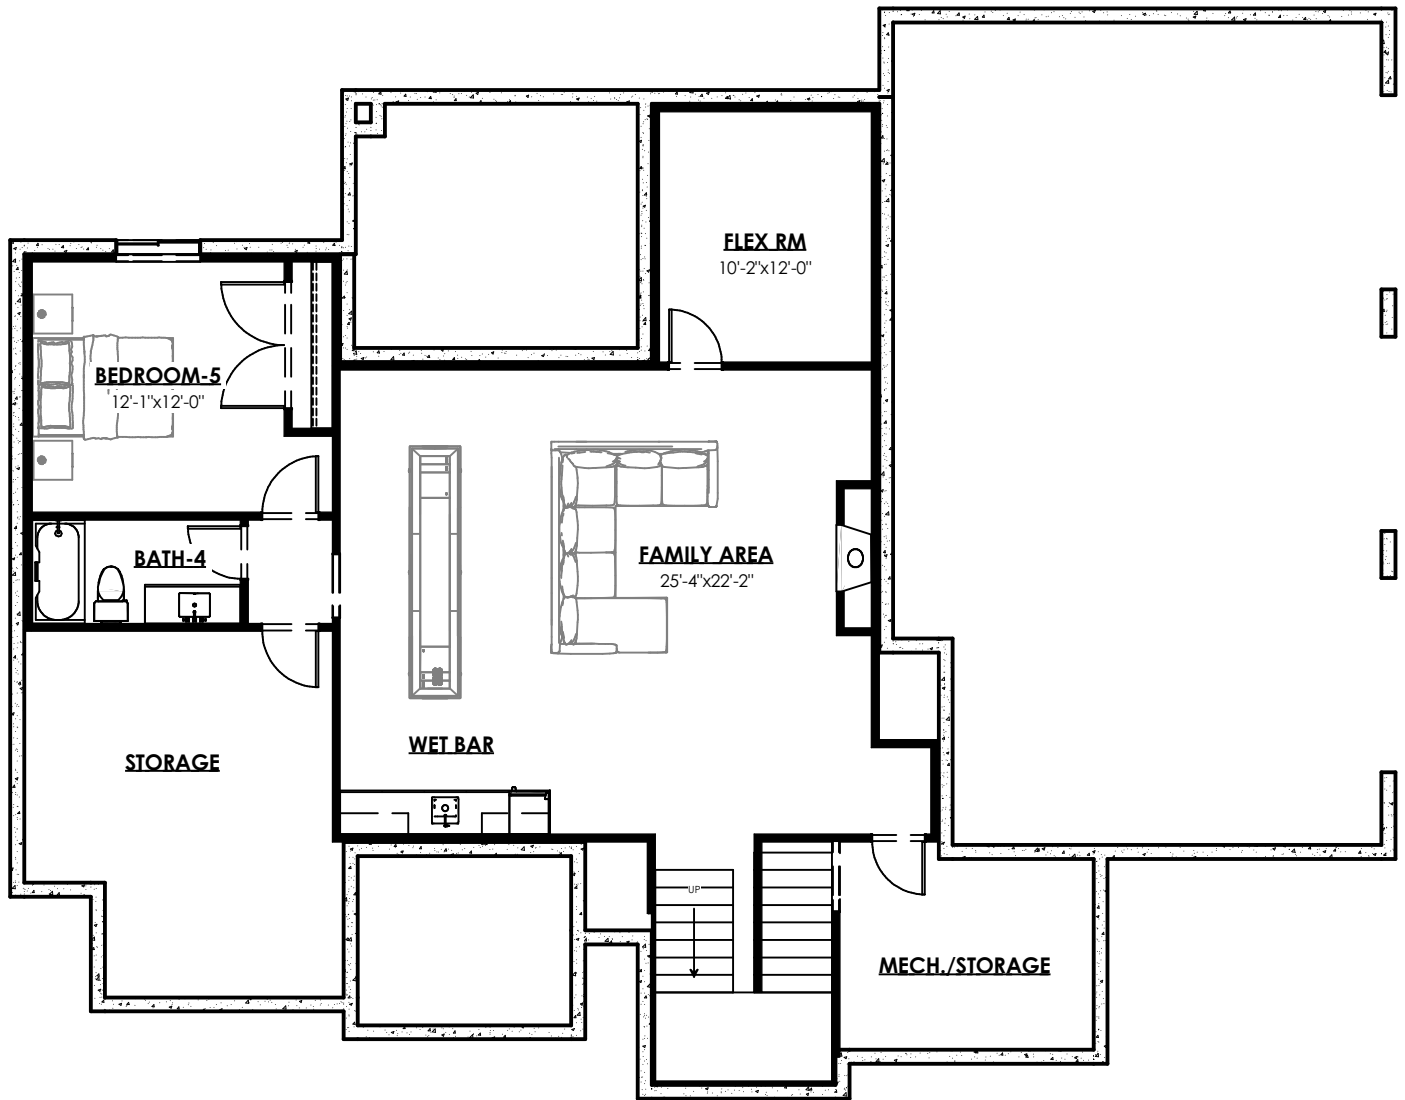 FLEX RM
10'-2"x12'-0"
BEDROOM-5
12'-1"x12'-0"
BATH-4
FAMILY AREA
25'-4"x22'-2"
WET BAR
STORAGE
UP
MECH./STORAGE